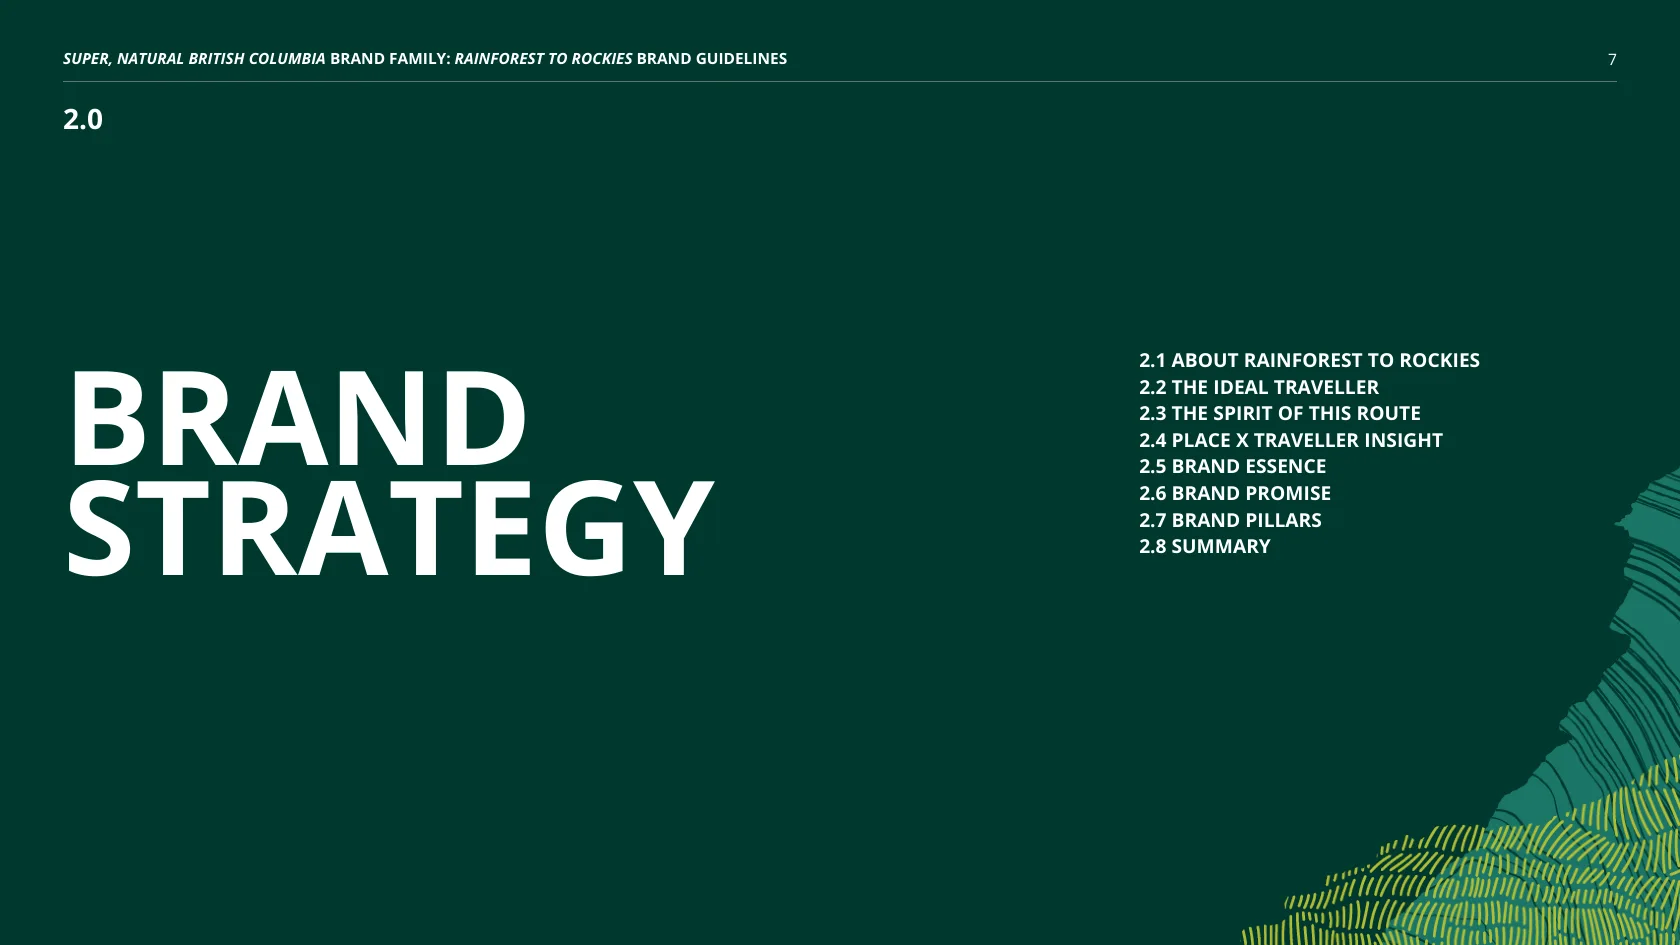 SUPER, NATURAL BRITISH COLUMBIA BRAND FAMILY: RAINFOREST TO ROCKIES BRAND GUIDELINES
7
2.0
BRAND
STRATEGY
2.1 ABOUT RAINFOREST TO ROCKIES
2.2 THE IDEAL TRAVELLER
2.3 THE SPIRIT OF THIS ROUTE
2.4 PLACE X TRAVELLER INSIGHT
2.5 BRAND ESSENCE
2.6 BRAND PROMISE
2.7 BRAND PILLARS
2.8 SUMMARY